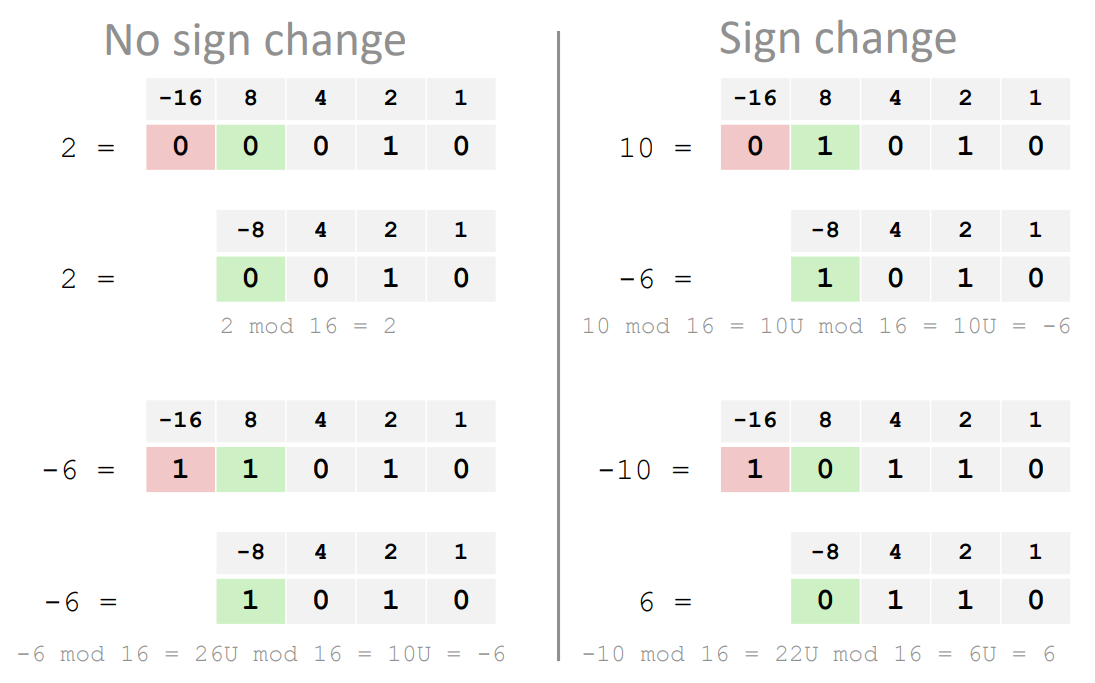 No sign change
-16 8 4 2 1
2 = 0 0 0 1 0
-8 4 2 1
2 = 0 0 1 0
2 mod 16 = 2
-16 8 4 2 1
-6 = 1 1 0 1 0
-8 4 2 1
-6 = 1 0 1 0
-6 mod 16 = 26U mod 16 = 10U = -6
Sign change
-16 8 4 2 1
10 = 0 1 0 1 0
-8 4 2 1
-6 = 1 0 1 0
10 mod 16 = 10U mod 16 = 10U = -6
-16 8 4 2 1
-10 = 1 0 1 1 0
-8 4 2 1
6 = 0 1 1 0
-10 mod 16 = 22U mod 16 = 6U = 6